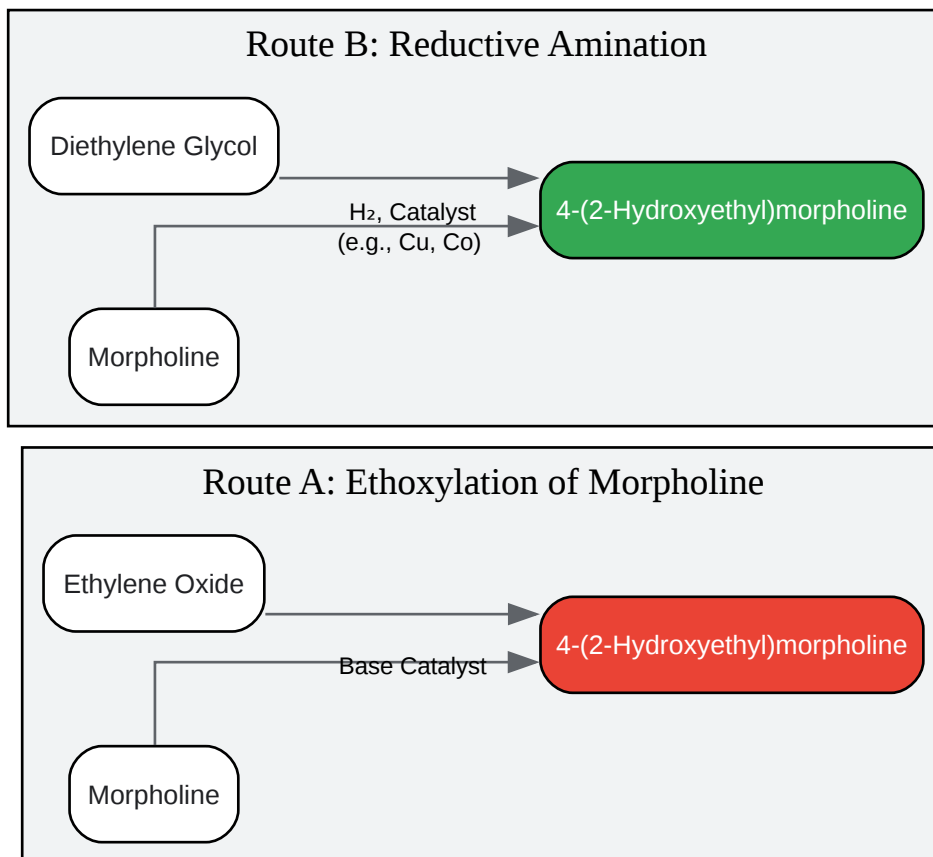 Route B: Reductive Amination
Diethylene Glycol
4-(2-Hydroxyethyl)morpholine
H₂, Catalyst
(e.g., Cu, Co)
Morpholine
Route A: Ethoxylation of Morpholine
Ethylene Oxide
4-(2-Hydroxyethyl)morpholine
Base Catalyst
Morpholine